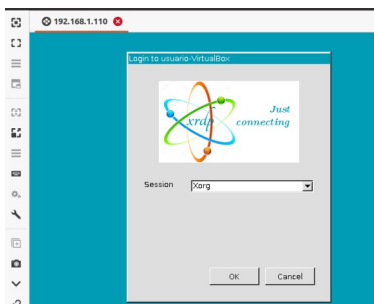 192.168.1.110
Login to usuario-VirtualBox
Just
xrdp connecting
Session Xorg
OK Cancel